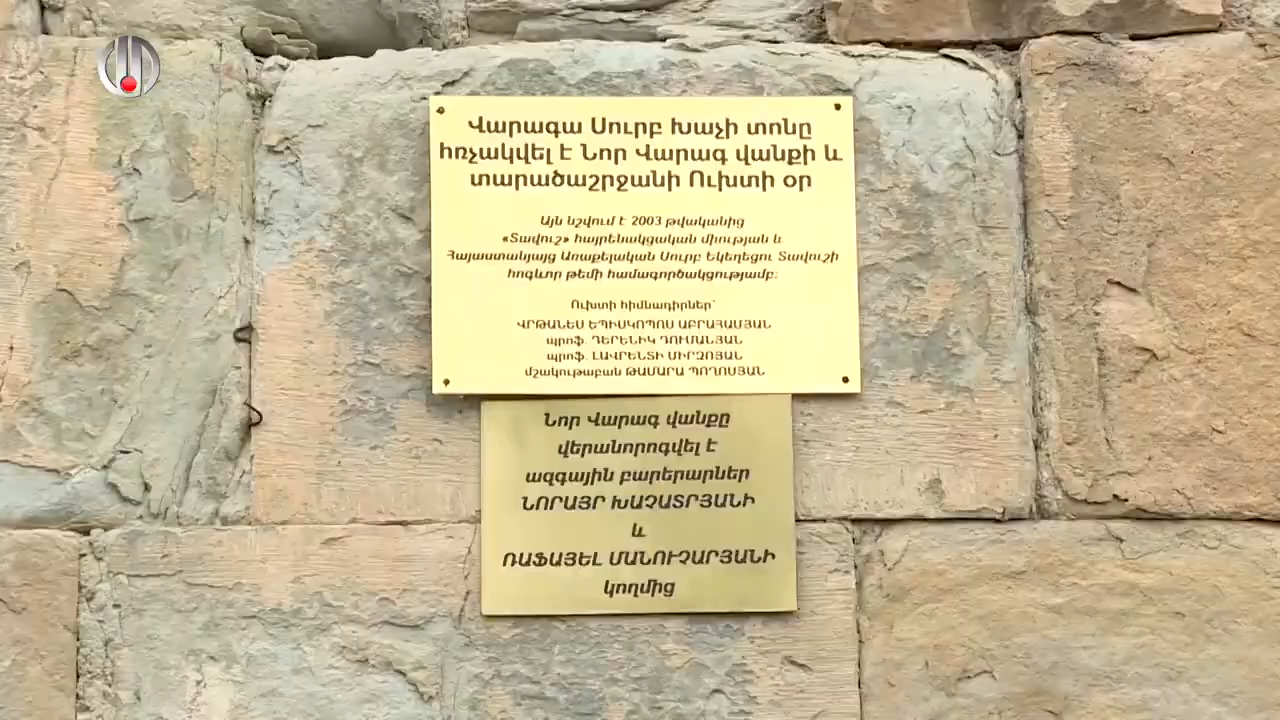 Վարագա Սուրբ Խաչի տոնը
հռչակվել է Նոր Վարագ վանքի և
տարածաշրջանի Ուխտի օր
Այն նշվում է 2003 թվականից
«Տավուշ» հայրենակցական միության և
Հայաստանյայց Առաքելական Սուրբ Եկեղեցու Տավուշի
հոգևոր թեմի համագործակցությամբ:
Ուխտի հիմնադիրներ՝
ՎՐԹԱՆԵՍ ԵՊԻՍԿՈՊՈՍ ԱԲՐԱՀԱՄՅԱՆ
պրոֆ. ԴԵՐԵՆԻԿ ԴՈՒՄԱՆՅԱՆ
պրոֆ. ԼԱՎՐԵՆՏԻ ՄԻՐԶՈՅԱՆ
մշակութաբան ԹԱՄԱՐԱ ՊՈՂՈՍՅԱՆ
Նոր Վարագ վանքը
վերանորոգվել է
ազգային բարերարներ
ՆՈՐԱՅՐ ԽԱՉԱՏՐՅԱՆԻ
և
ՌԱՖԱՅԵԼ ՄԱՆՈՒՉԱՐՅԱՆԻ
կողմից